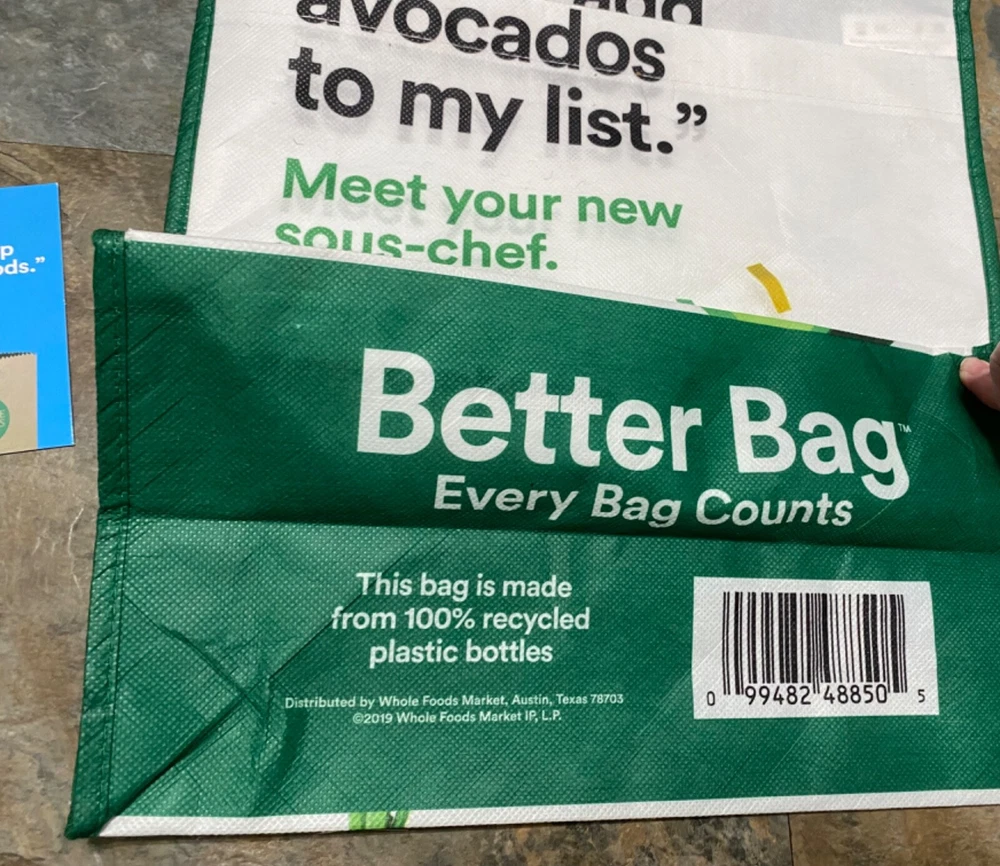 add
avocados
to my list.”
Meet your new
sous-chef.
p
ods.”
Better Bag™
Every Bag Counts
This bag is made
from 100% recycled
plastic bottles
Distributed by Whole Foods Market, Austin, Texas 78703
©2019 Whole Foods Market IP, L.P.
0 99482 48850 5